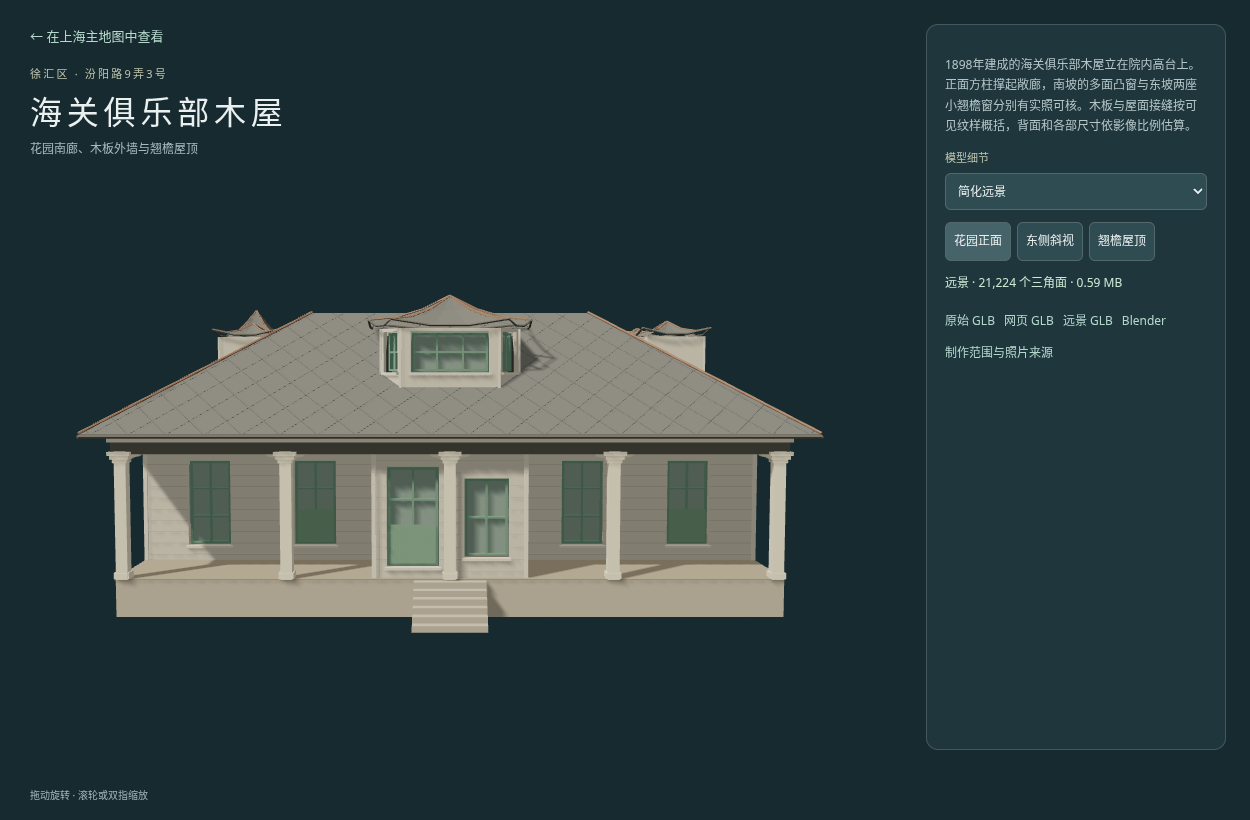 ← 在上海主地图中查看
徐汇区 · 汾阳路9弄3号
海关俱乐部木屋
花园南廊、木板外墙与翘檐屋顶
1898年建成的海关俱乐部木屋立在院内高台上。
正面方柱撑起敞廊，南坡的多面凸窗与东坡两座
小翘檐窗分别有实照可核。木板与屋面接缝按可
见纹样概括，背面和各部尺寸依影像比例估算。
模型细节
简化远景
花园正面 东侧斜视 翘檐屋顶
远景 · 21,224 个三角面 · 0.59 MB
原始 GLB 网页 GLB 远景 GLB Blender
制作范围与照片来源
拖动旋转 · 滚轮或双指缩放